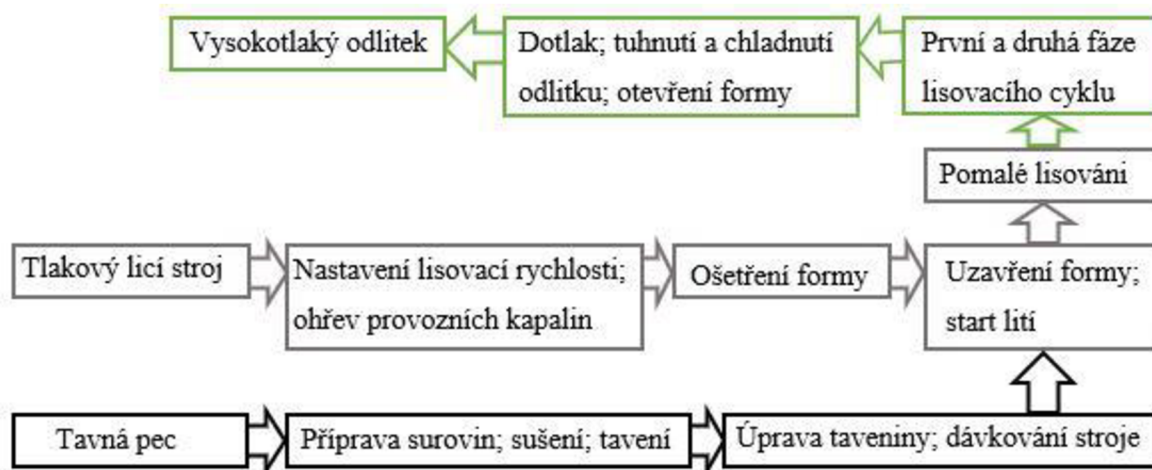 Vysokotlaký odlitek
Dotlak; tuhnutí a chladnutí
odlitku; otevření formy
První a druhá fáze
lisovacího cyklu
Pomalé lisováni
Tlakový licí stroj
Nastavení lisovací rychlosti;
ohřev provozních kapalin
Ošetření formy
Uzavření formy;
start lití
Tavná pec
Příprava surovin; sušení; tavení
Úprava taveniny; dávkování stroje